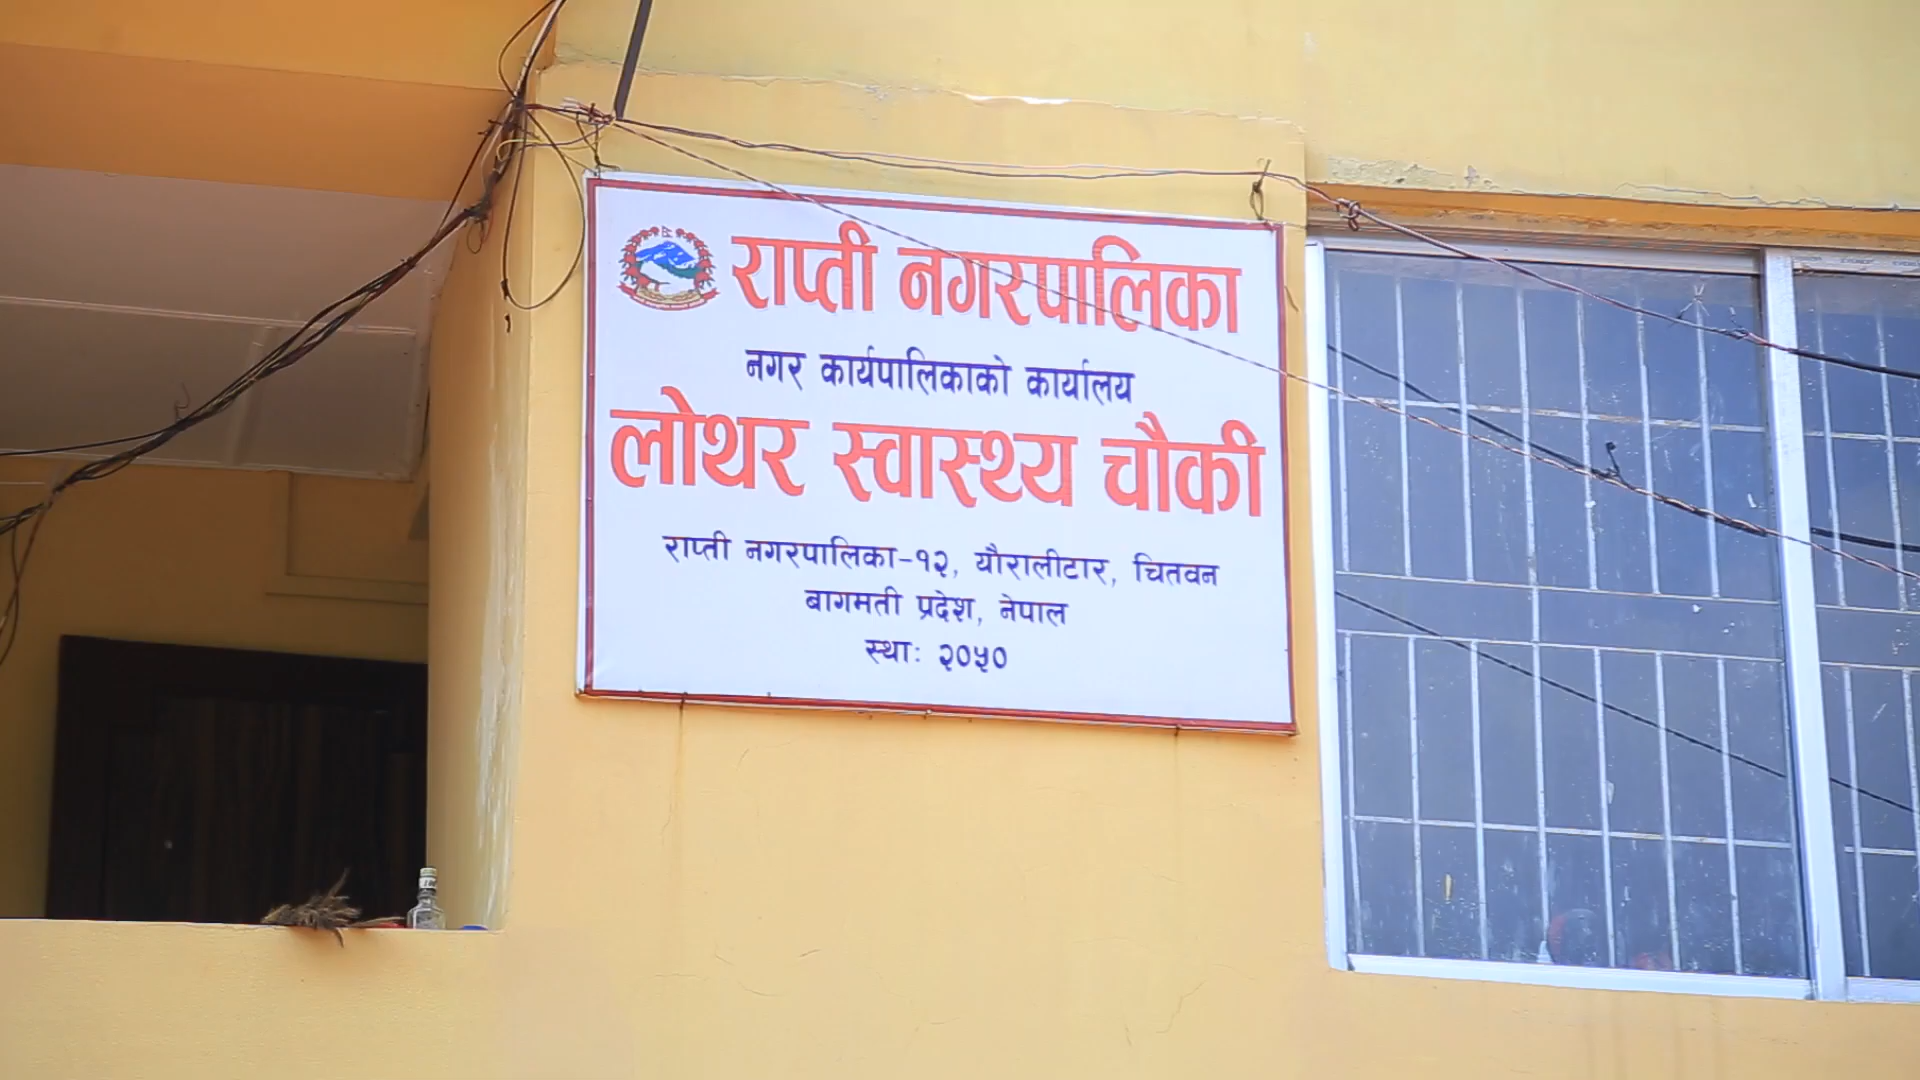 राप्ती नगरपालिका
नगर कार्यपालिकाको कार्यालय
लोथर स्वास्थ्य चौकी
राप्ती नगरपालिका-१२, यौरालीटार, चितवन
बागमती प्रदेश, नेपाल
स्था: २०५०